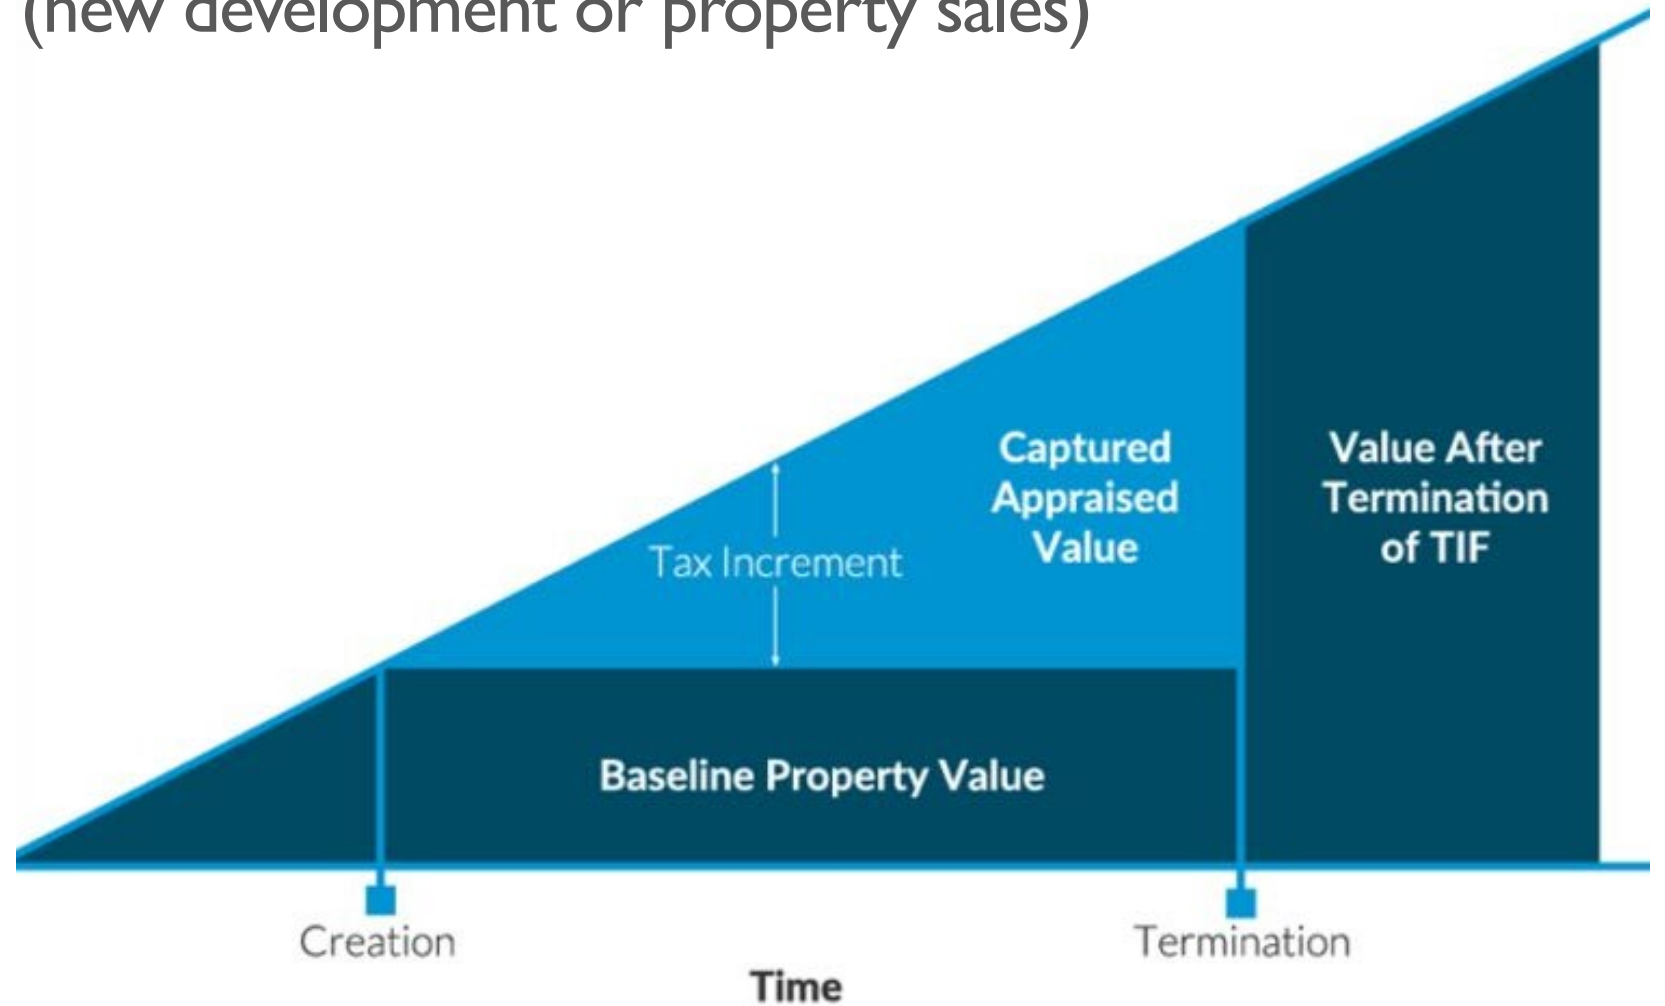 (new development or property sales)
Captured
Appraised
Value
Value After
Termination
of TIF
Tax Increment
Baseline Property Value
Creation
Termination
Time